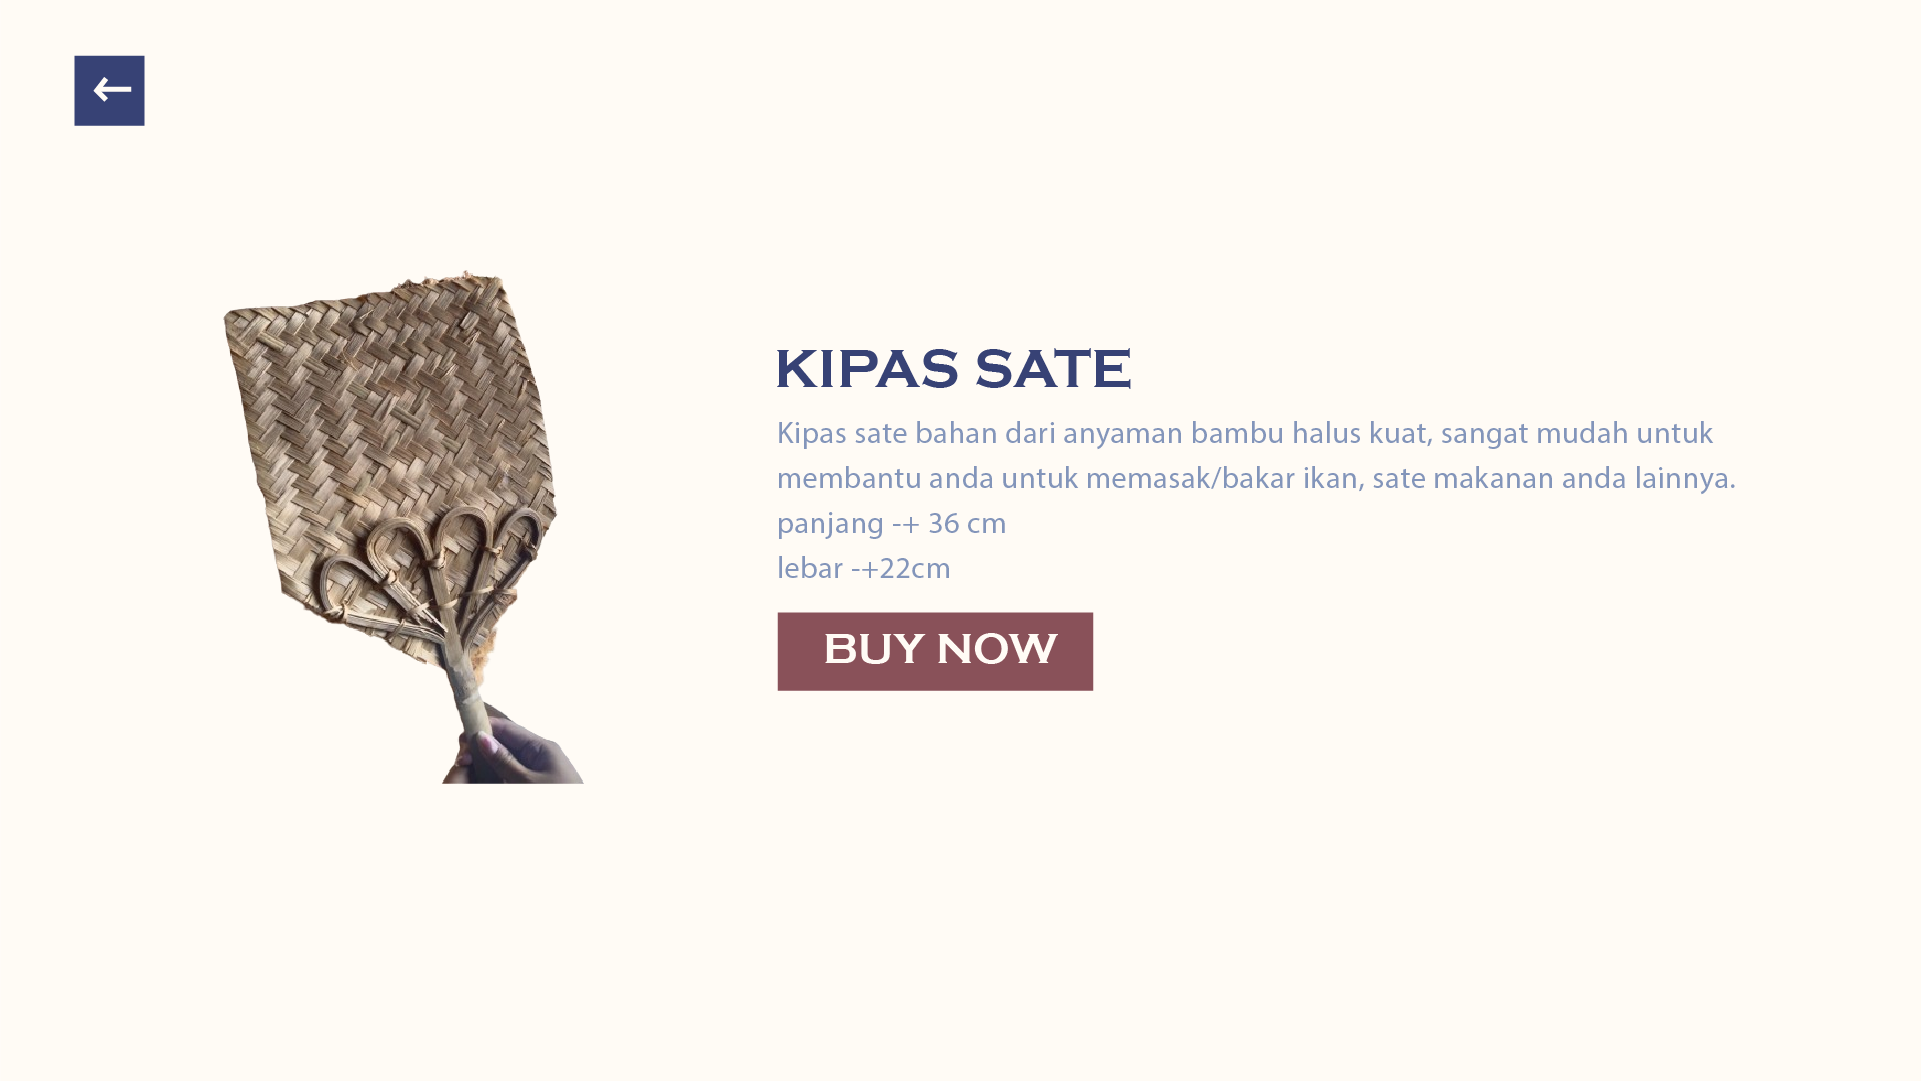 KIPAS SATE
Kipas sate bahan dari anyaman bambu halus kuat, sangat mudah untuk
membantu anda untuk memasak/bakar ikan, sate makanan anda lainnya.
panjang -+ 36 cm
lebar -+22cm
BUY NOW